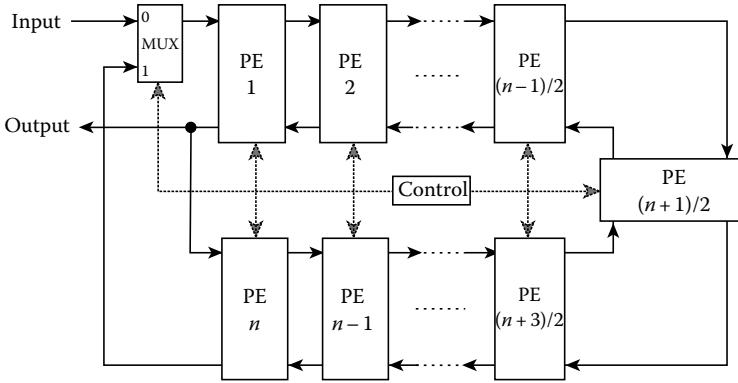 Input
0
MUX
1
PE
1
PE
2
PE
(n–1)/2
Output
Control
PE
(n+1)/2
PE
n
PE
n–1
PE
(n+3)/2